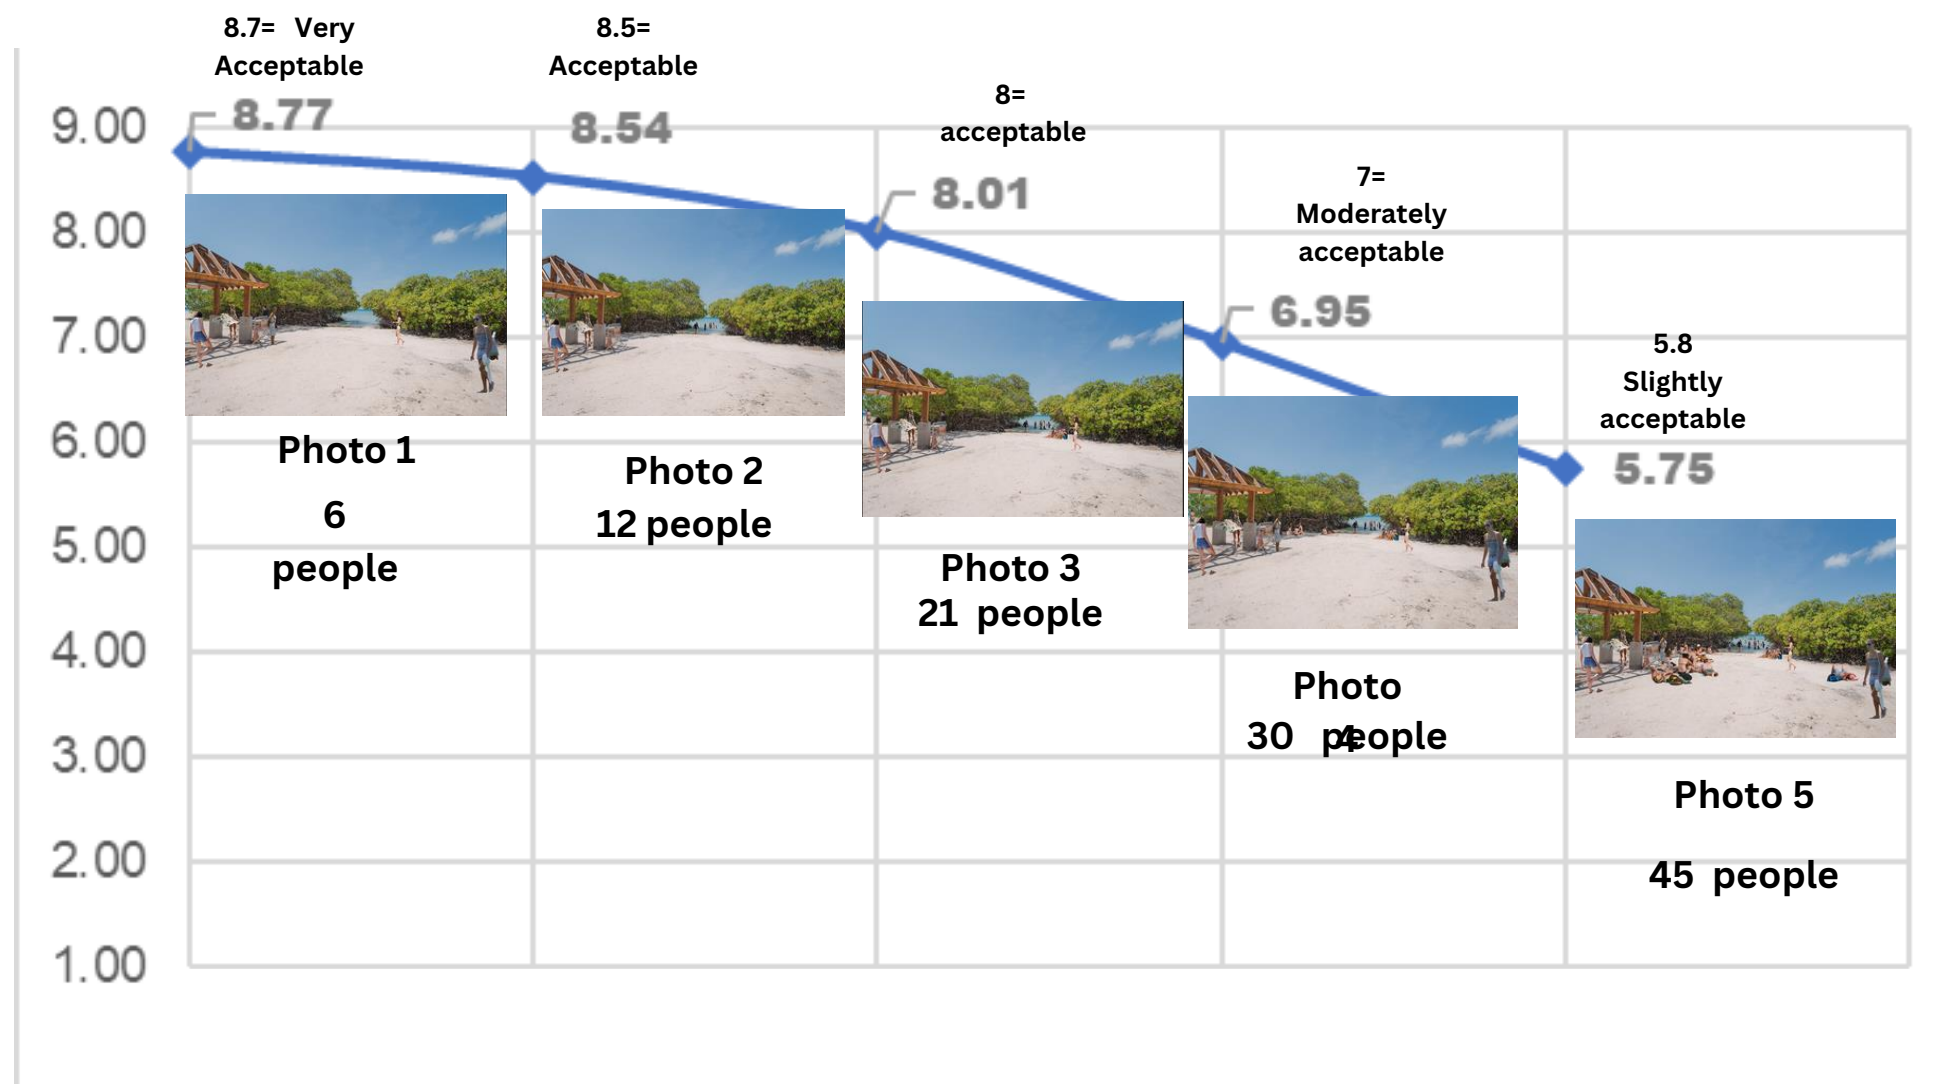 8.7= Very
Acceptable
8.5=
Acceptable
8=
acceptable
7=
Moderately
acceptable
5.8
Slightly
acceptable
9.00
8.00
7.00
6.00
5.00
4.00
3.00
2.00
1.00
8.77
8.54
8.01
6.95
5.75
Photo 1
6
people
Photo 2
12 people
Photo 3
21 people
Photo
4
30 people
Photo 5
45 people